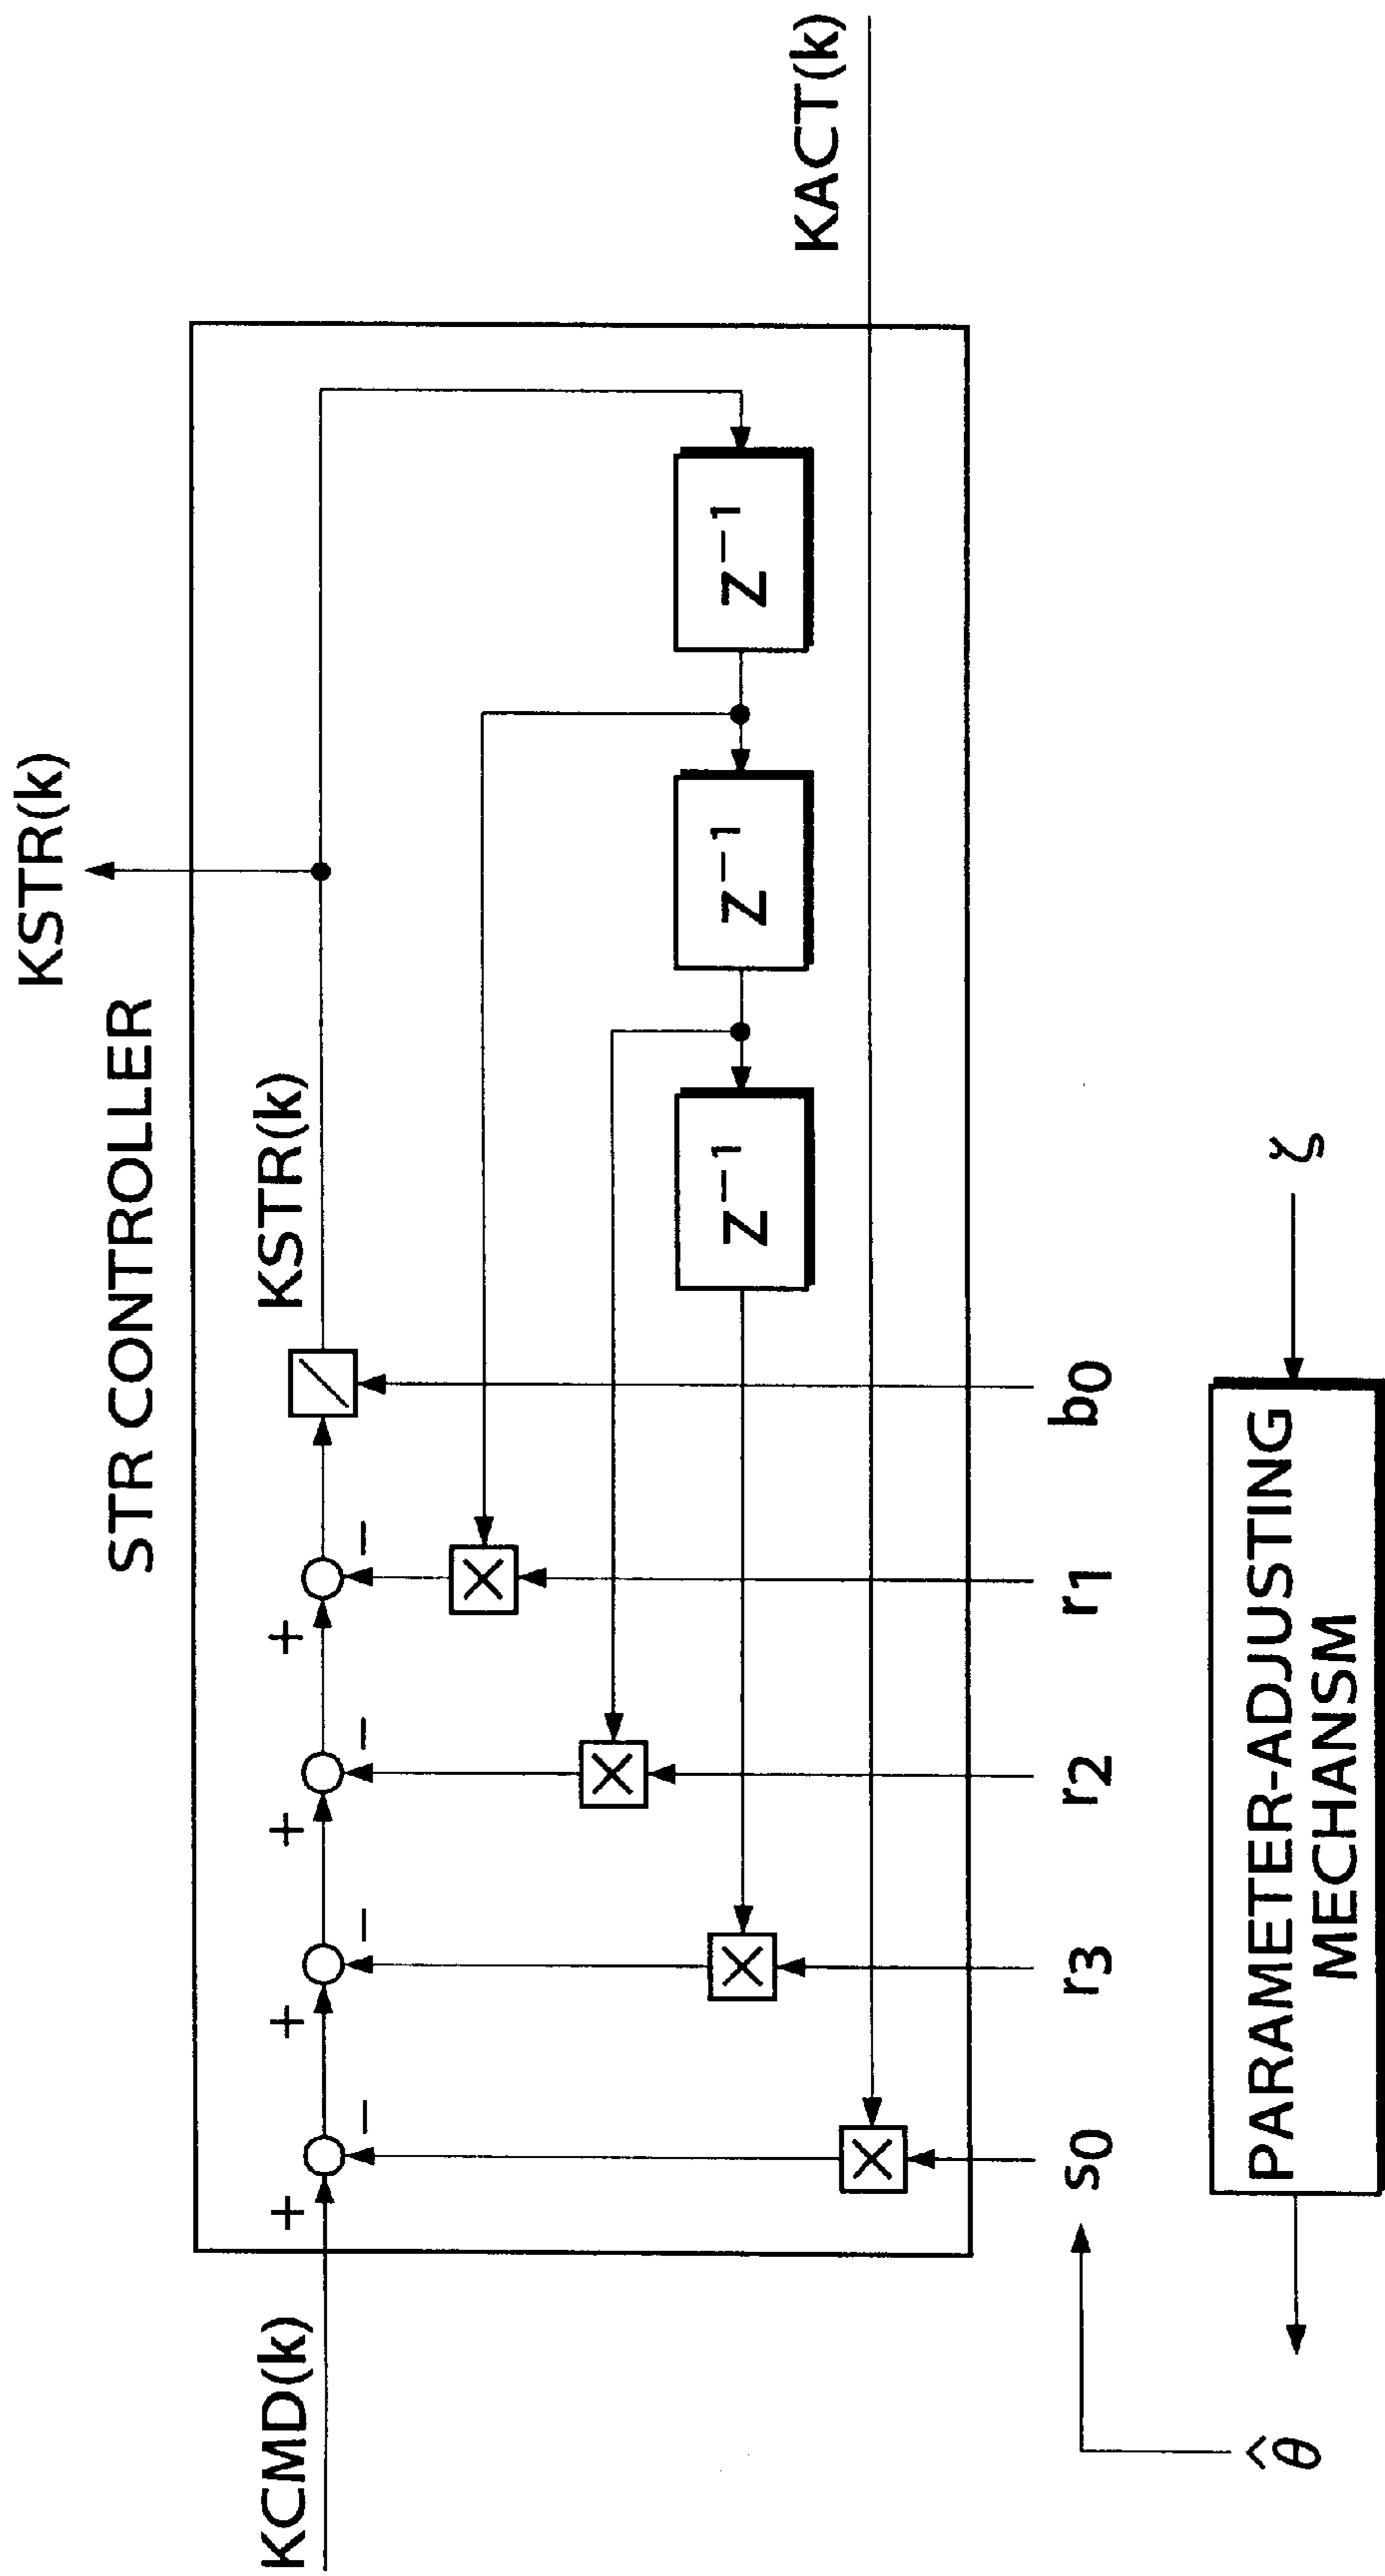 KSTR(k)
STR CONTROLLER
KCMD(k)
+
−
+
−
+
−
+
−
KSTR(k)
KACT(k)
Z⁻¹
Z⁻¹
Z⁻¹
s0
r3
r2
r1
b0
θ̂
PARAMETER-ADJUSTING
MECHANSM
ζ